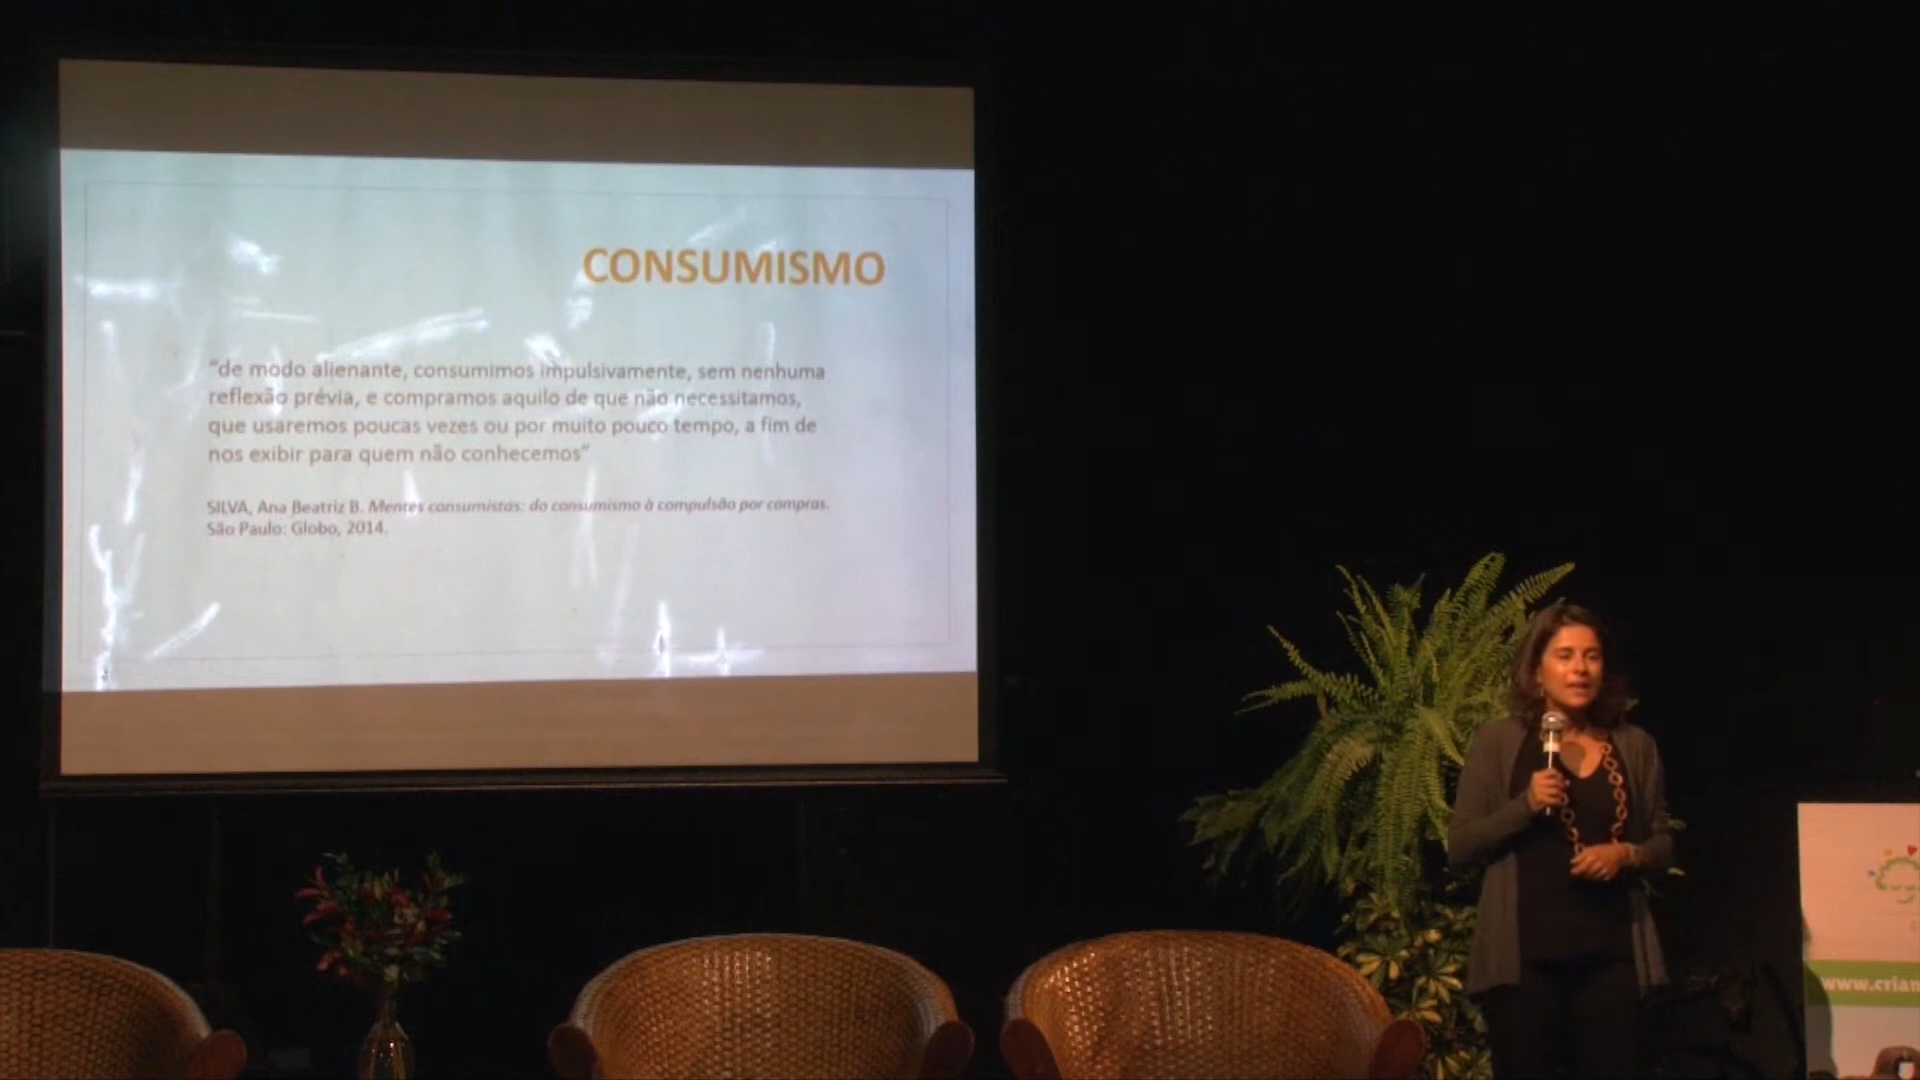 CONSUMISMO
“de modo alienante, consumimos impulsivamente, sem nenhuma
reflexão prévia, e compramos aquilo de que não necessitamos,
que usaremos poucas vezes ou por muito pouco tempo, a fim de
nos exibir para quem não conhecemos”
SILVA, Ana Beatriz B. Mentes consumistas: do consumismo à compulsão por compras.
São Paulo: Globo, 2014.
www.crian